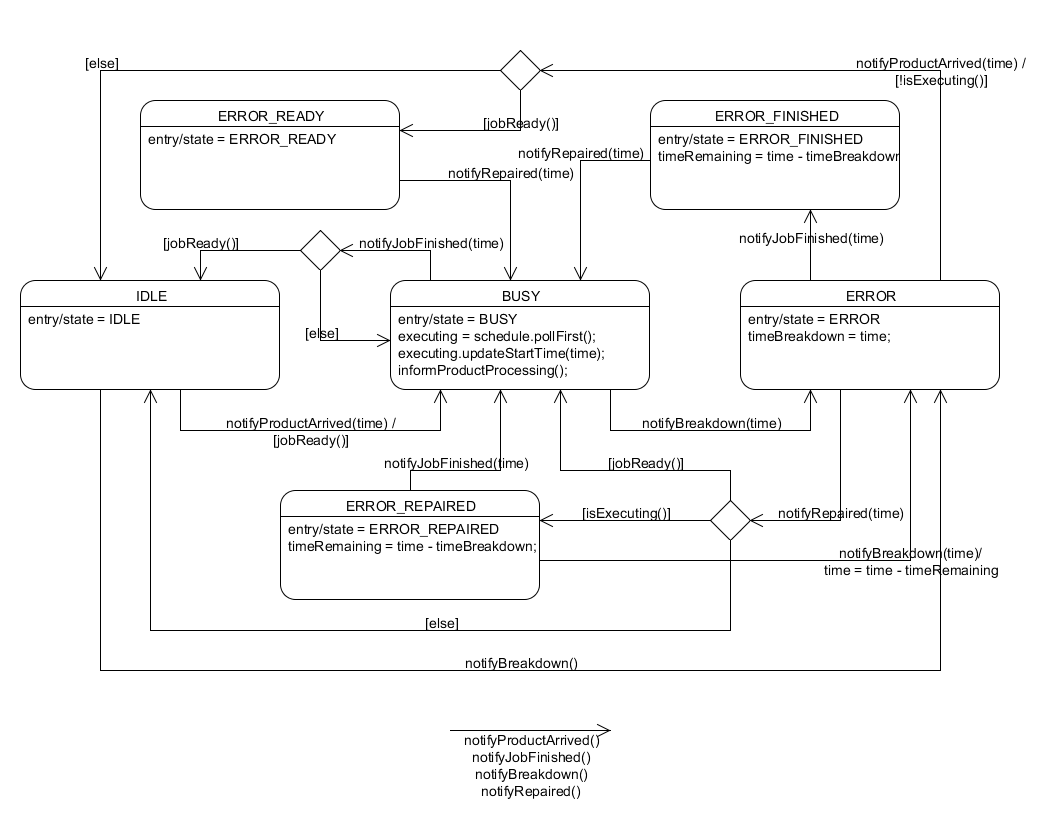 [else]
notifyProductArrived(time) /
[!isExecuting()]
ERROR_READY
entry/state = ERROR_READY
[jobReady()]
ERROR_FINISHED
entry/state = ERROR_FINISHED
timeRemaining = time - timeBreakdown
notifyRepaired(time)
notifyRepaired(time)
[jobReady()]
notifyJobFinished(time)
notifyJobFinished(time)
IDLE
entry/state = IDLE
[else]
BUSY
entry/state = BUSY
executing = schedule.pollFirst();
executing.updateStartTime(time);
informProductProcessing();
ERROR
entry/state = ERROR
timeBreakdown = time;
notifyProductArrived(time) /
[jobReady()]
notifyBreakdown(time)
notifyJobFinished(time)
[jobReady()]
ERROR_REPAIRED
entry/state = ERROR_REPAIRED
timeRemaining = time - timeBreakdown;
[isExecuting()]
notifyRepaired(time)
notifyBreakdown(time)/
time = time - timeRemaining
[else]
notifyBreakdown()
notifyProductArrived()
notifyJobFinished()
notifyBreakdown()
notifyRepaired()